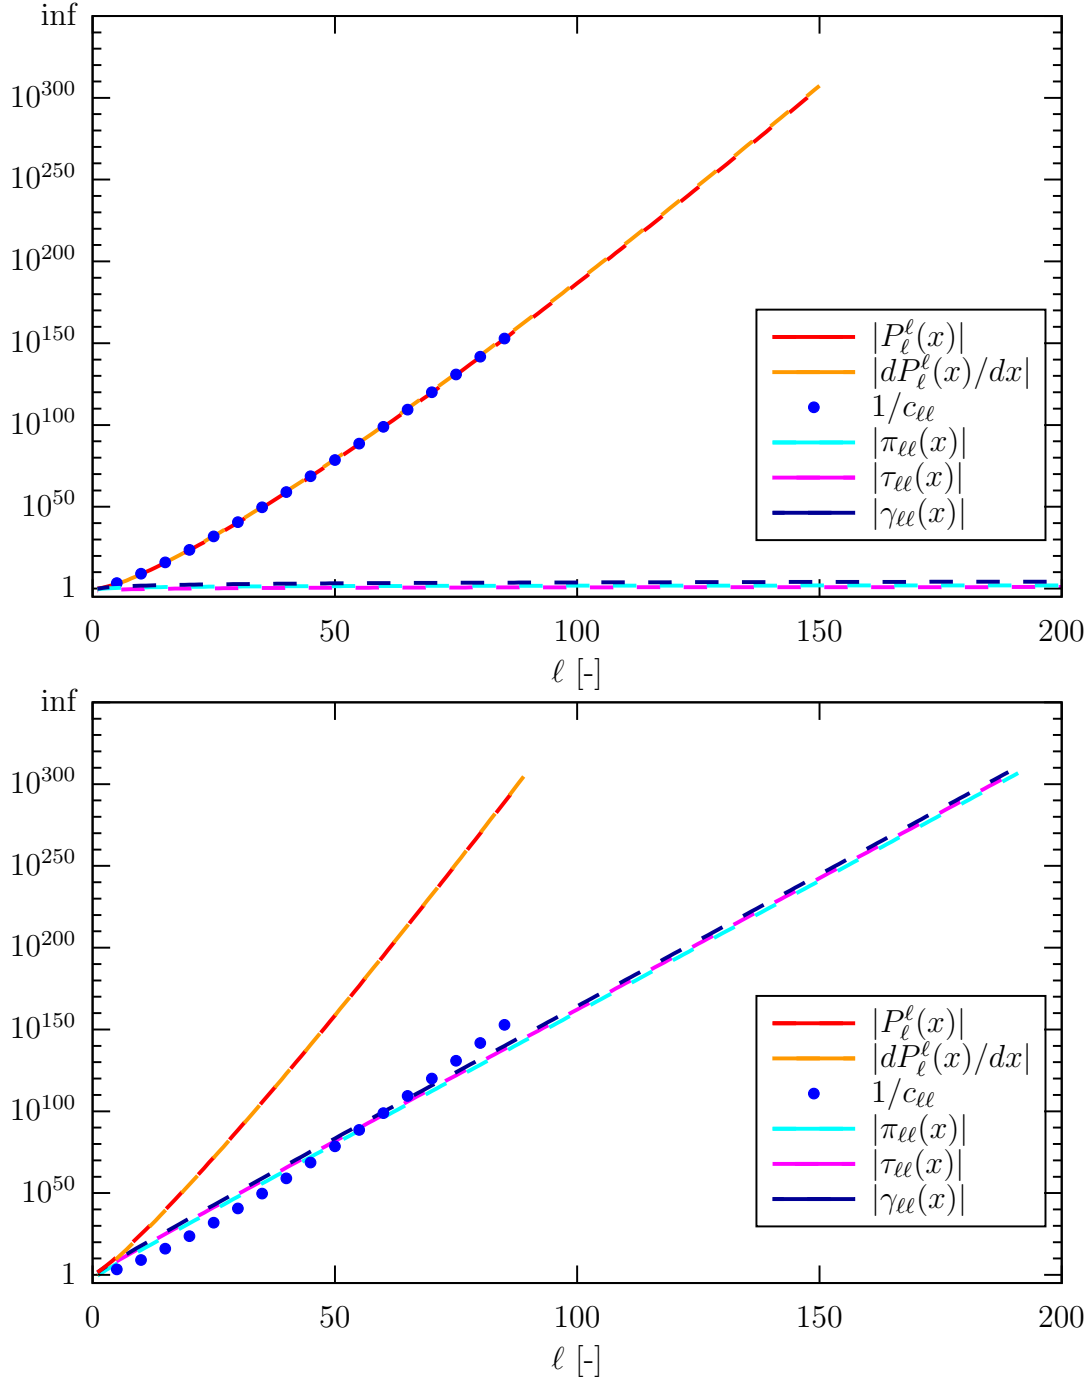 inf
10^300
10^250
10^200
10^150
10^100
10^50
1
0 50 100 150 200
ℓ [-]
|P_ℓ^ℓ(x)|
|dP_ℓ^ℓ(x)/dx|
1/c_ℓℓ
|π_ℓℓ(x)|
|τ_ℓℓ(x)|
|γ_ℓℓ(x)|
inf
10^300
10^250
10^200
10^150
10^100
10^50
1
0 50 100 150 200
ℓ [-]
|P_ℓ^ℓ(x)|
|dP_ℓ^ℓ(x)/dx|
1/c_ℓℓ
|π_ℓℓ(x)|
|τ_ℓℓ(x)|
|γ_ℓℓ(x)|